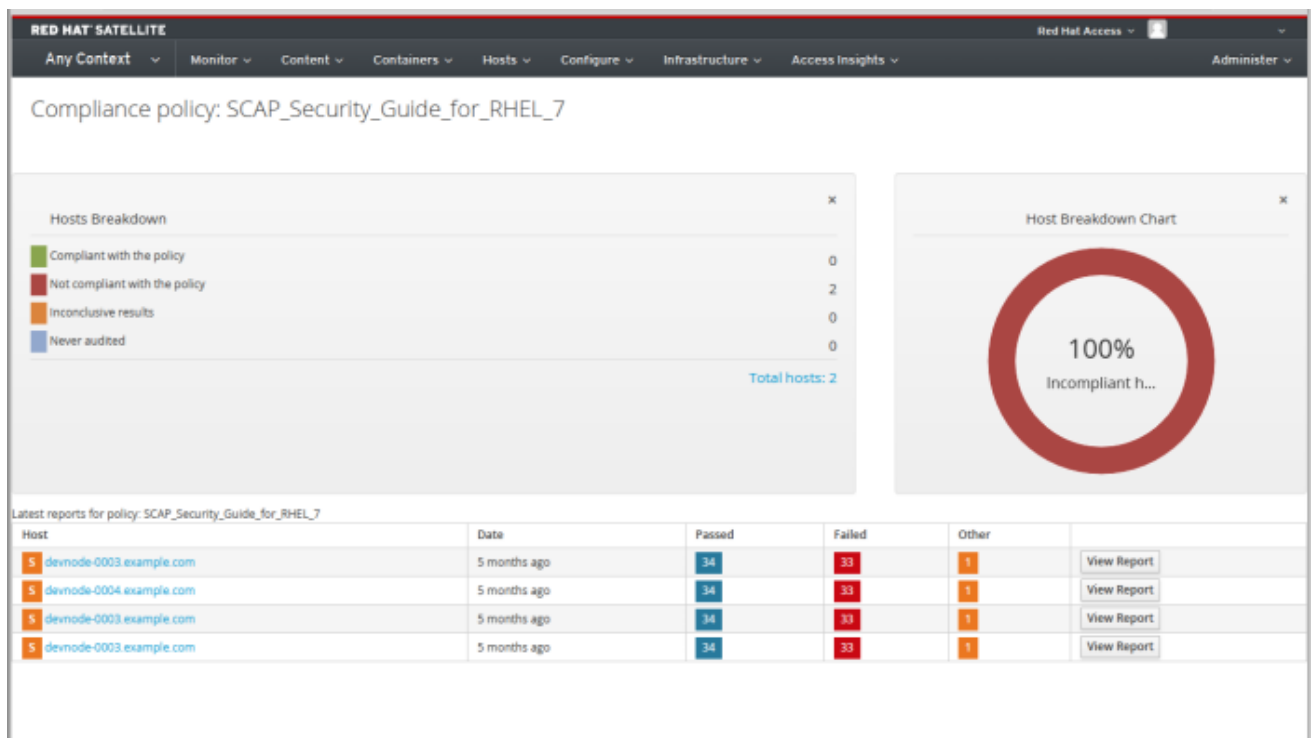 RED HAT SATELLITE
Red Hat Access
Any Context Monitor Content Containers Hosts Configure Infrastructure Access Insights Administer
Compliance policy: SCAP_Security_Guide_for_RHEL_7
Hosts Breakdown
Compliant with the policy 0
Not compliant with the policy 2
Inconclusive results 0
Never audited 0
Total hosts: 2
Host Breakdown Chart
100%
Incompliant h...
Latest reports for policy: SCAP_Security_Guide_for_RHEL_7
Host Date Passed Failed Other
S devnode-0003.example.com 5 months ago 34 33 1 View Report
S devnode-0004.example.com 5 months ago 34 33 1 View Report
S devnode-0003.example.com 5 months ago 34 33 1 View Report
S devnode-0003.example.com 5 months ago 34 33 1 View Report